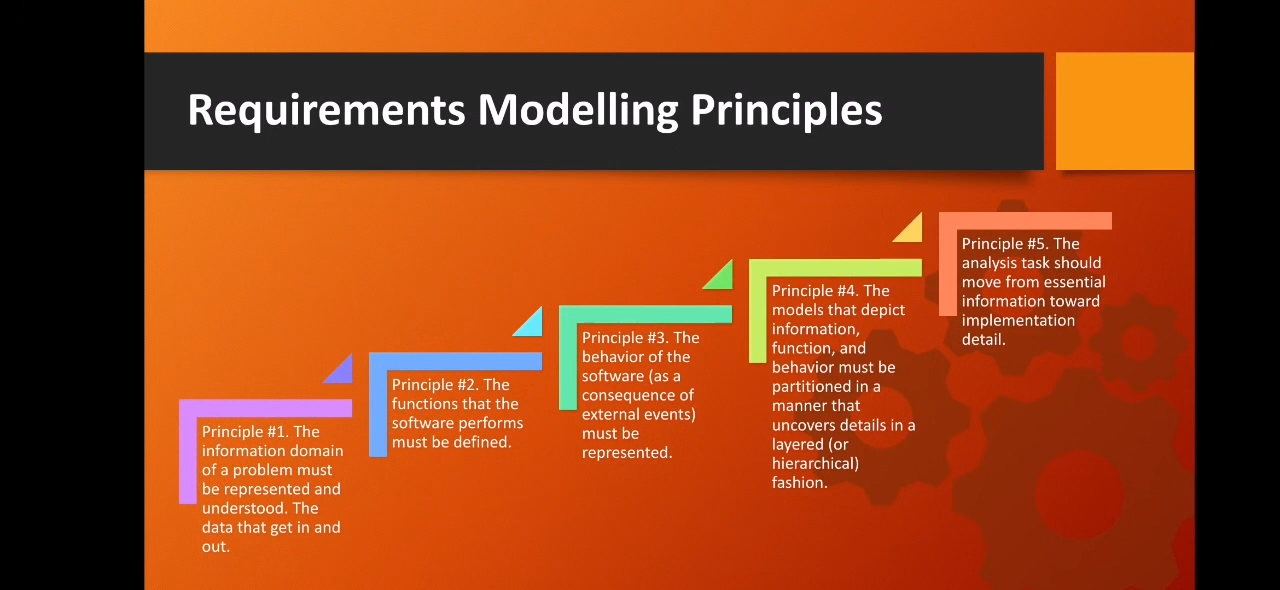 Requirements Modelling Principles
Principle #1. The
information domain
of a problem must
be represented and
understood. The
data that get in and
out.
Principle #2. The
functions that the
software performs
must be defined.
Principle #3. The
behavior of the
software (as a
consequence of
external events)
must be
represented.
Principle #4. The
models that depict
information,
function, and
behavior must be
partitioned in a
manner that
uncovers details in a
layered (or
hierarchical)
fashion.
Principle #5. The
analysis task should
move from essential
information toward
implementation
detail.